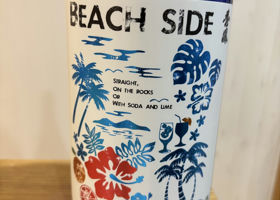 BEACH SIDE
STRAIGHT,
ON THE ROCKS
OR
WITH SODA AND LIME